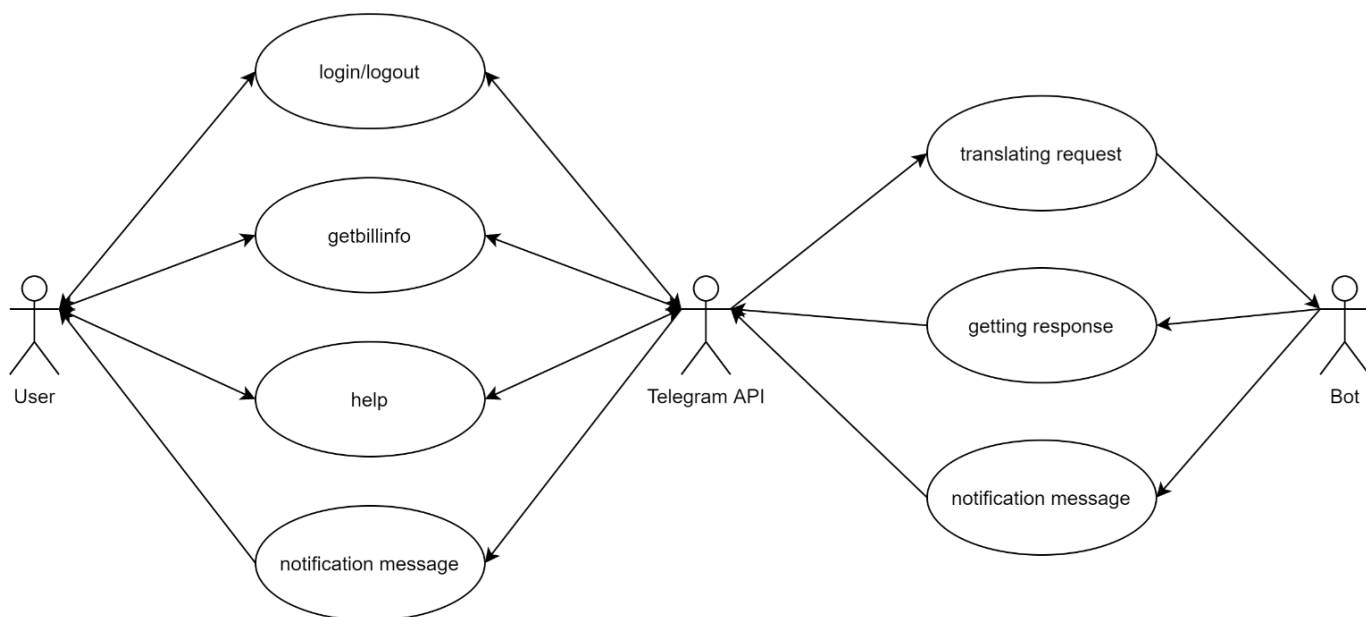 login/logout
translating request
getbillinfo
getting response
User
help
Telegram API
Bot
notification message
notification message